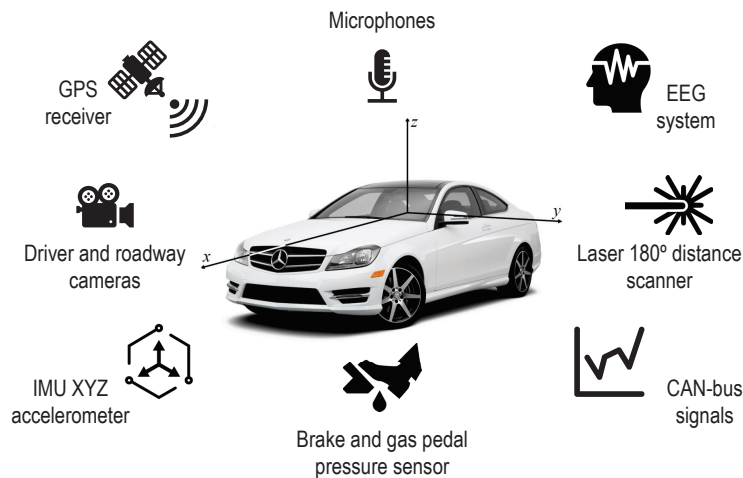 Microphones
GPS
receiver
EEG
system
z
y
x
Driver and roadway
cameras
Laser 180º distance
scanner
IMU XYZ
accelerometer
CAN-bus
signals
Brake and gas pedal
pressure sensor